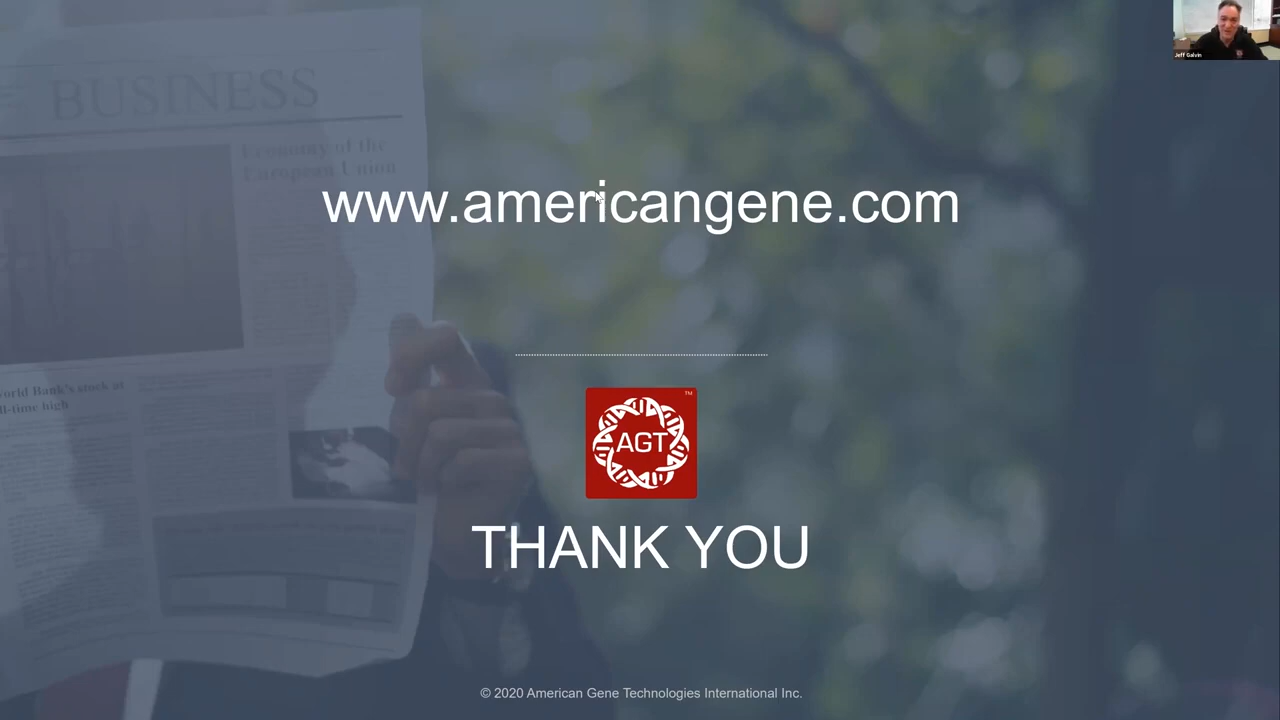 Jeff Galvin
BUSINESS
Economy of the
European Union
www.americangene.com
World Bank's stock at
all-time high
TM
AGT
THANK YOU
© 2020 American Gene Technologies International Inc.